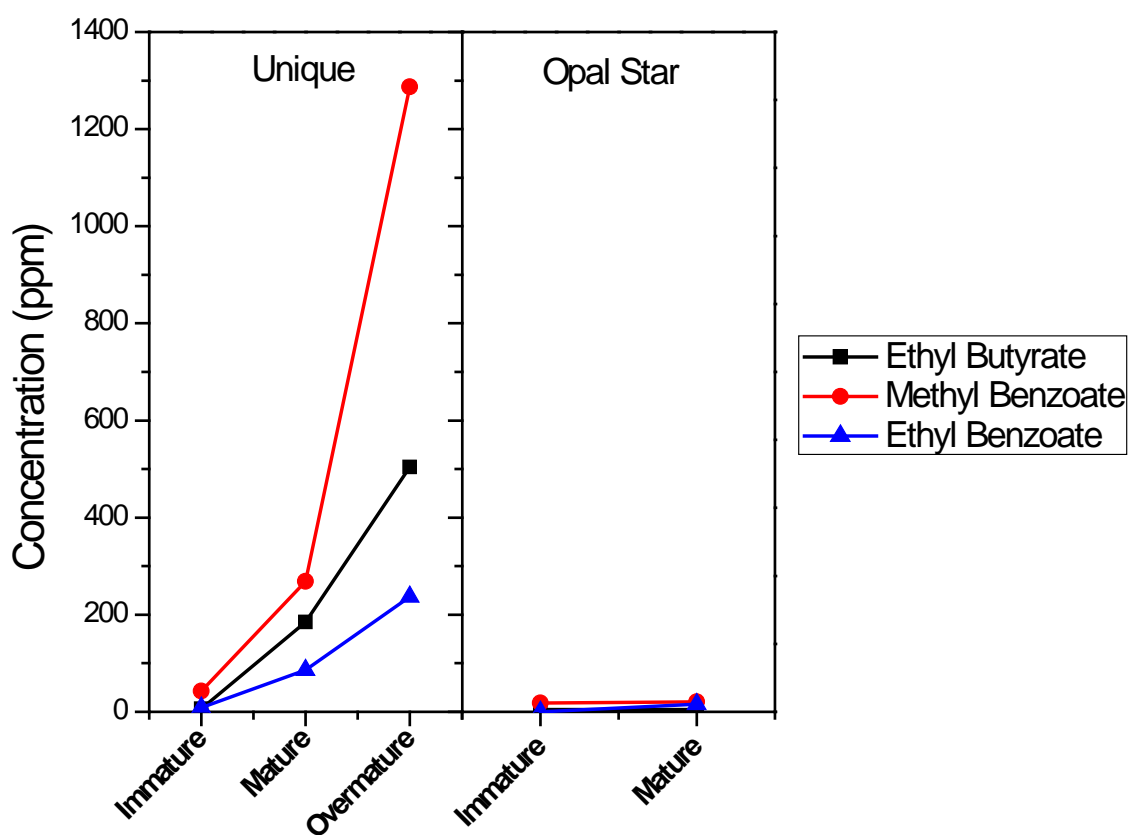 Unique
Opal Star
1400
1200
1000
800
600
400
200
0
Concentration (ppm)
Immature
Mature
Overmature
Immature
Mature
Ethyl Butyrate
Methyl Benzoate
Ethyl Benzoate